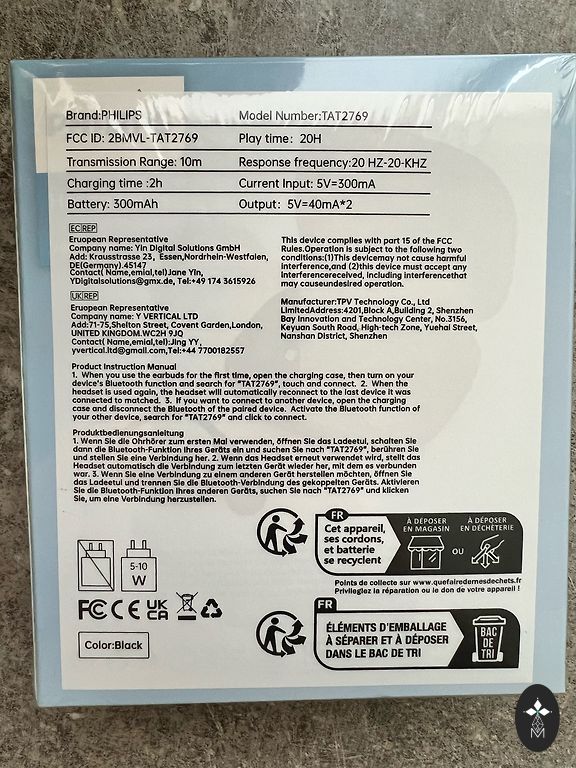 Brand:PHILIPS Model Number:TAT2769
FCC ID: 2BMVL-TAT2769 Play time: 20H
Transmission Range: 10m Response frequency:20 HZ-20-KHZ
Charging time :2h Current Input: 5V=300mA
Battery: 300mAh Output: 5V=40mA*2
EC REP
Eruopean Representative
Company name: Yin Digital Solutions GmbH
Add: Krausstrasse 23, Essen,Nordrhein-Westfalen,
DE(Germany).45147
Contact( Name,emial,tel)Jane Yin,
YDigitalsolutions@gmx.de, Tel:+49 174 3615926
This device complies with part 15 of the FCC
Rules.Operation is subject to the following two
conditions:(1)This devicemay not cause harmful
interference,and (2)this device must accept any
Interferencereceived, including interferencethat
may causeundesired operation.
UK REP
Eruopean Representative
Company name: Y VERTICAL LTD
Add:71-75,Shelton Street, Covent Garden,London,
UNITED KINGDOM.WC2H 9JQ
Contact( Name,emial,tel)Jing YY,
yvertical.ltd@gmail.com,Tel:+44 7700182557
Manufacturer:TPV Technology Co., Ltd
LimitedAddress:4201,Block A,Building 2, Shenzhen
Bay Innovation and Technology Center, No.3156,
Keyuan South Road, High-tech Zone, Yuehai Street,
Nanshan District, Shenzhen
Product Instruction Manual
1. When you use the earbuds for the first time, open the charging case, then turn on your
device's Bluetooth function and search for "TAT2769", touch and connect. 2. When the
headset is used again, the headset will automatically reconnect to the last device it was
connected to matched. 3. If you want to connect to another device, open the charging
case and disconnect the Bluetooth of the paired device. Activate the Bluetooth function of
your other device, search for "TAT2769" and click to connect.
Produktbedienungsanleitung
1. Wenn Sie die Ohrhörer zum ersten Mal verwenden, öffnen Sie das Ladeetui, schalten Sie
dann die Bluetooth-Funktion Ihres Geräts ein und suchen Sie nach "TAT2769", berühren Sie
und stellen Sie eine Verbindung her. 2. Wenn das Headset erneut verwendet wird, stellt das
Headset automatisch die Verbindung zum letzten Gerät wieder her, mit dem es verbunden
war. 3. Wenn Sie eine Verbindung zu einem anderen Gerät herstellen möchten, öffnen Sie
das Ladeetui und trennen Sie die Bluetooth-Verbindung des gekoppelten Geräts. Aktivieren
Sie die Bluetooth-Funktion Ihres anderen Geräts, suchen Sie nach "TAT2769" und klicken
Sie, um eine Verbindung herzustellen.
FR
Cet appareil,
ses cordons,
et batterie
se recyclent
À DÉPOSER
EN MAGASIN
OU
À DÉPOSER
EN DÉCHÈTERIE
Points de collecte sur www.quefairedemesdechets.fr
Privilegiez la réparation ou le don de votre appareil !
5-10
W
FC CE UK
CA
FR
ÉLÉMENTS D'EMBALLAGE
À SÉPARER ET À DÉPOSER
DANS LE BAC DE TRI
BAC
DE
TRI
Color:Black
M